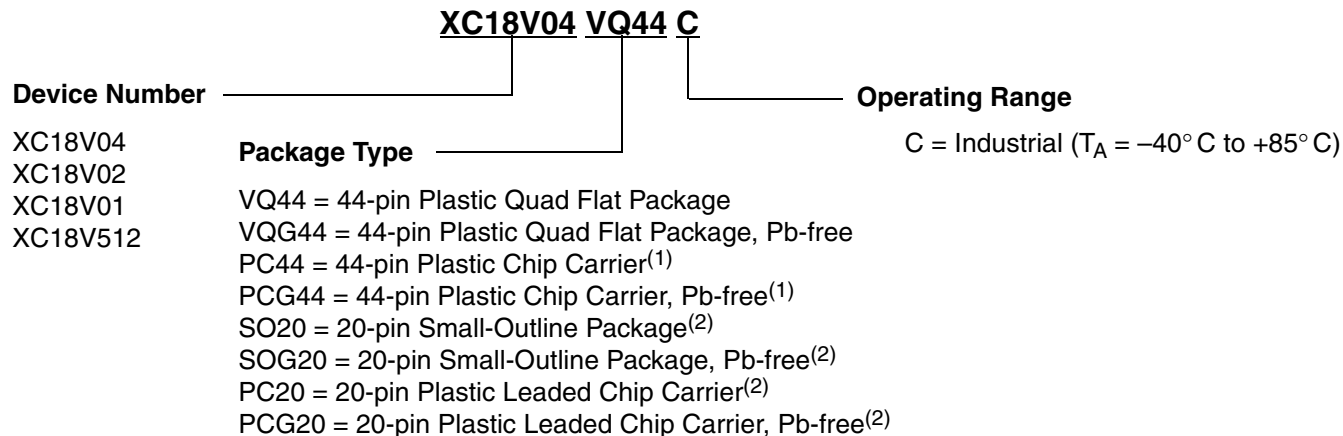 XC18V04 VQ44 C
Device Number
XC18V04
XC18V02
XC18V01
XC18V512
Package Type
VQ44 = 44-pin Plastic Quad Flat Package
VQG44 = 44-pin Plastic Quad Flat Package, Pb-free
PC44 = 44-pin Plastic Chip Carrier(1)
PCG44 = 44-pin Plastic Chip Carrier, Pb-free(1)
SO20 = 20-pin Small-Outline Package(2)
SOG20 = 20-pin Small-Outline Package, Pb-free(2)
PC20 = 20-pin Plastic Leaded Chip Carrier(2)
PCG20 = 20-pin Plastic Leaded Chip Carrier, Pb-free(2)
Operating Range
C = Industrial (TA = –40° C to +85° C)